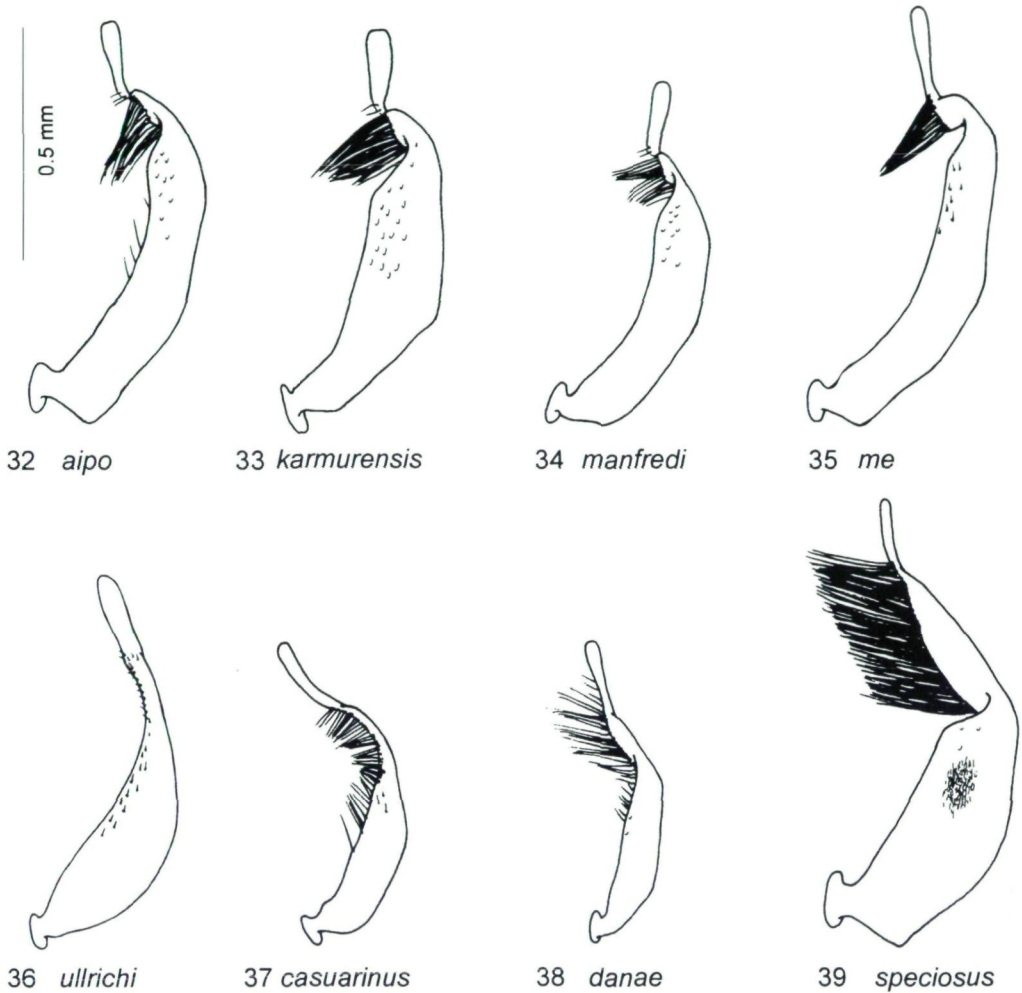 0.5 mm
32 aipo
33 karmurensis
34 manfredi
35 me
36 ullrichi
37 casuarinus
38 danae
39 speciosus